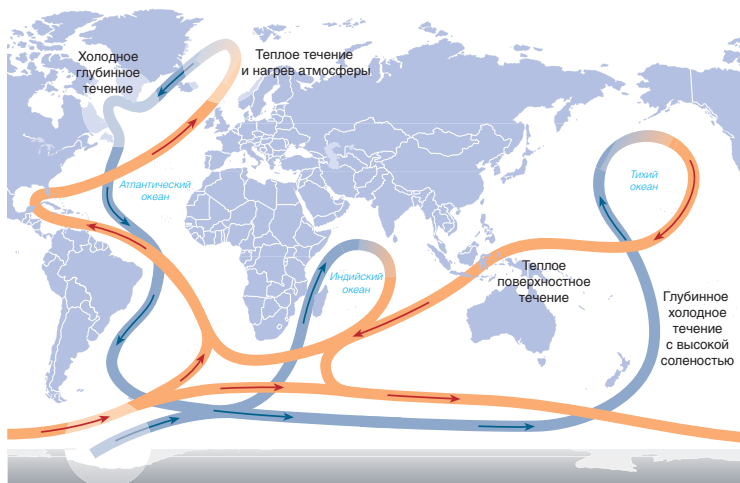 Холодное
глубинное
течение
Теплое течение
и нагрев атмосферы
Атлантический
океан
Тихий
океан
Индийский
океан
Теплое
поверхностное
течение
Глубинное
холодное
течение
с высокой
соленостью